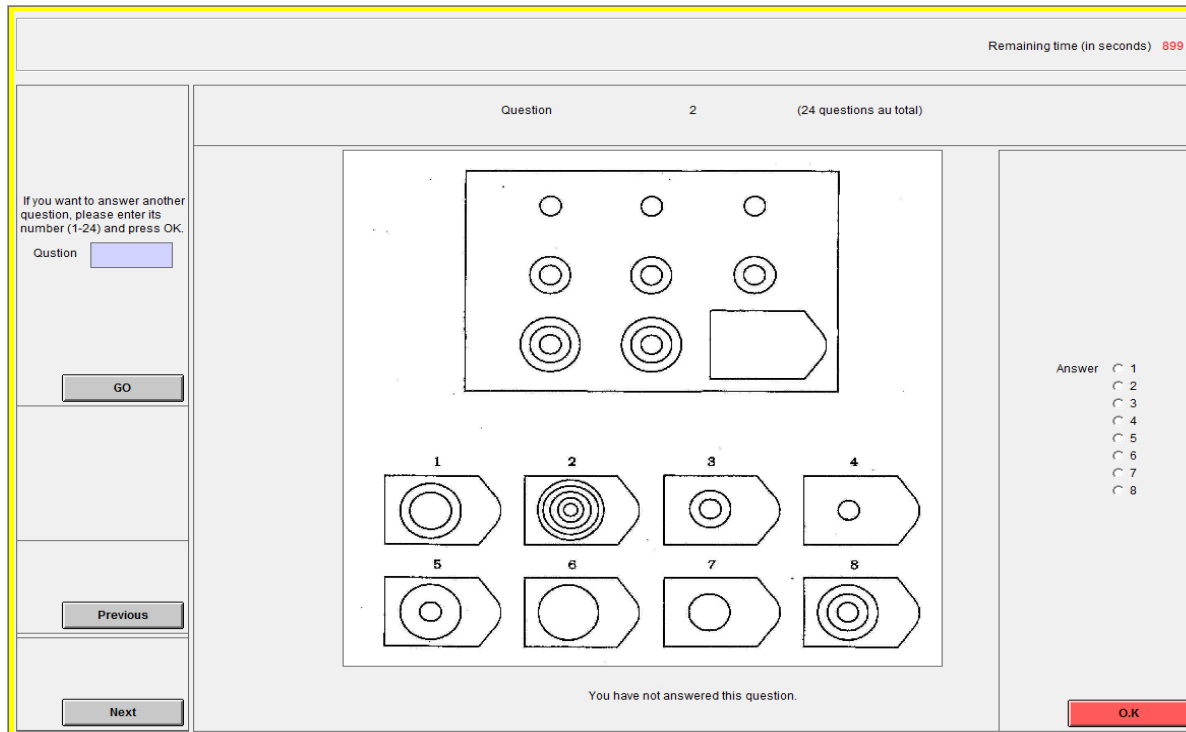 Remaining time (in seconds) 899
Question 2 (24 questions au total)
If you want to answer another
question, please enter its
number (1-24) and press OK.
Qustion
GO
Previous
Next
1 2 3 4
5 6 7 8
You have not answered this question.
Answer 1
2
3
4
5
6
7
8
O.K